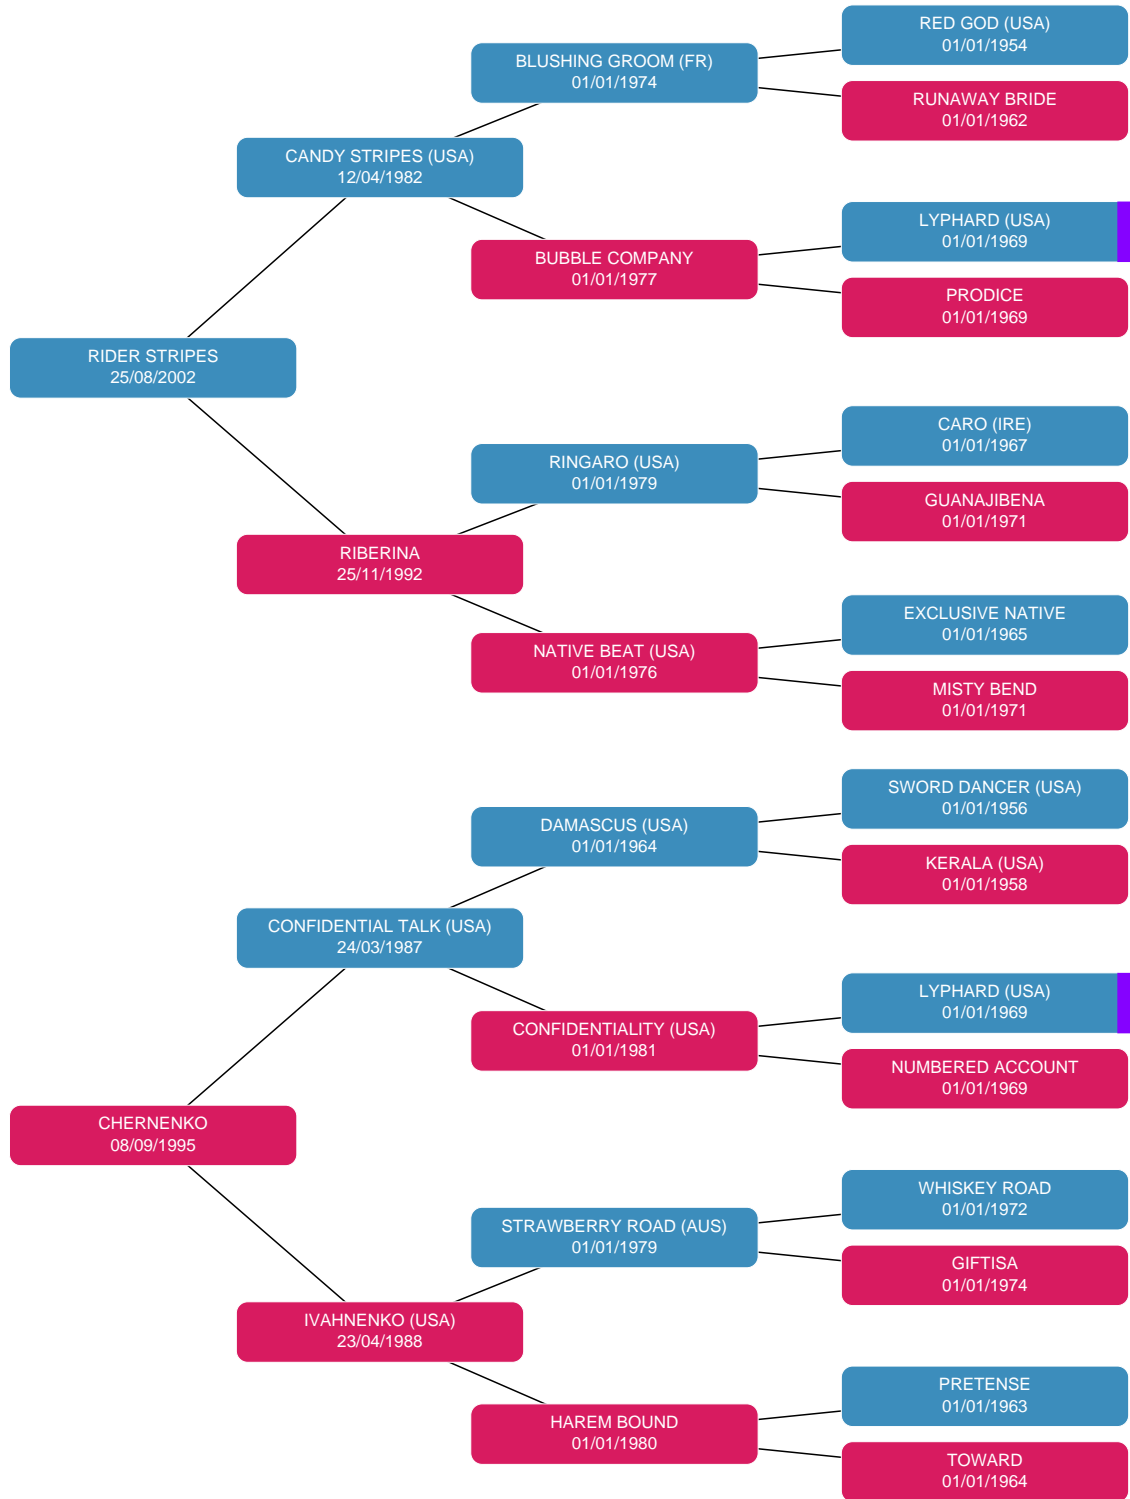 RED GOD (USA)
01/01/1954
BLUSHING GROOM (FR)
01/01/1974
RUNAWAY BRIDE
01/01/1962
CANDY STRIPES (USA)
12/04/1982
LYPHARD (USA)
01/01/1969
BUBBLE COMPANY
01/01/1977
PRODICE
01/01/1969
RIDER STRIPES
25/08/2002
CARO (IRE)
01/01/1967
RINGARO (USA)
01/01/1979
GUANAJIBENA
01/01/1971
RIBERINA
25/11/1992
EXCLUSIVE NATIVE
01/01/1965
NATIVE BEAT (USA)
01/01/1976
MISTY BEND
01/01/1971
SWORD DANCER (USA)
01/01/1956
DAMASCUS (USA)
01/01/1964
KERALA (USA)
01/01/1958
CONFIDENTIAL TALK (USA)
24/03/1987
LYPHARD (USA)
01/01/1969
CONFIDENTIALITY (USA)
01/01/1981
NUMBERED ACCOUNT
01/01/1969
CHERNENKO
08/09/1995
WHISKEY ROAD
01/01/1972
STRAWBERRY ROAD (AUS)
01/01/1979
GIFTISA
01/01/1974
IVAHNENKO (USA)
23/04/1988
PRETENSE
01/01/1963
HAREM BOUND
01/01/1980
TOWARD
01/01/1964